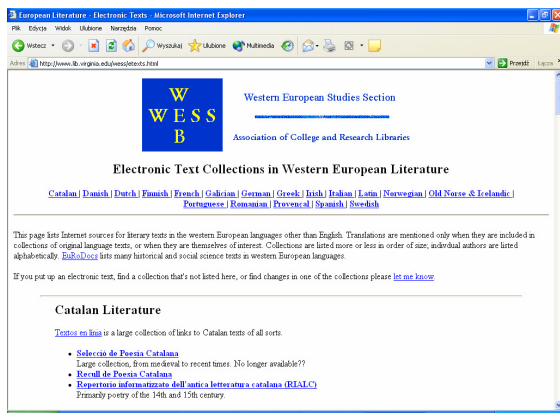 European Literature - Electronic Texts - Microsoft Internet Explorer
Plik Edycja Widok Ulubione Narzędzia Pomoc
Wstecz Wyszukaj Ulubione Multimedia
Adres http://www.lib.virginia.edu/wess/etexts.html Przejdź Łącza
W
W E S S
B
Western European Studies Section
Association of College and Research Libraries
Electronic Text Collections in Western European Literature
Catalan | Danish | Dutch | Finnish | French | Galician | German | Greek | Irish | Italian | Latin | Norwegian | Old Norse & Icelandic |
Portuguese | Romanian | Provençal | Spanish | Swedish
This page lists Internet sources for literary texts in the western European languages other than English. Translations are mentioned only when they are included in
collections of original language texts, or when they are themselves of interest. Collections are listed more or less in order of size; indivdual authors are listed
alphabetically. EuRoDocs lists many historical and social science texts in western European languages.
If you put up an electronic text, find a collection that's not listed here, or find changes in one of the collections please let me know.
Catalan Literature
Textos en línia is a large collection of links to Catalan texts of all sorts.
Selecció de Poesia Catalana
Large collection, from medieval to recent times. No longer available??
Recull de Poesia Catalana
Repertorio informatizzato dell'antica letteratura catalana (RIALC)
Primarily poetry of the 14th and 15th century.